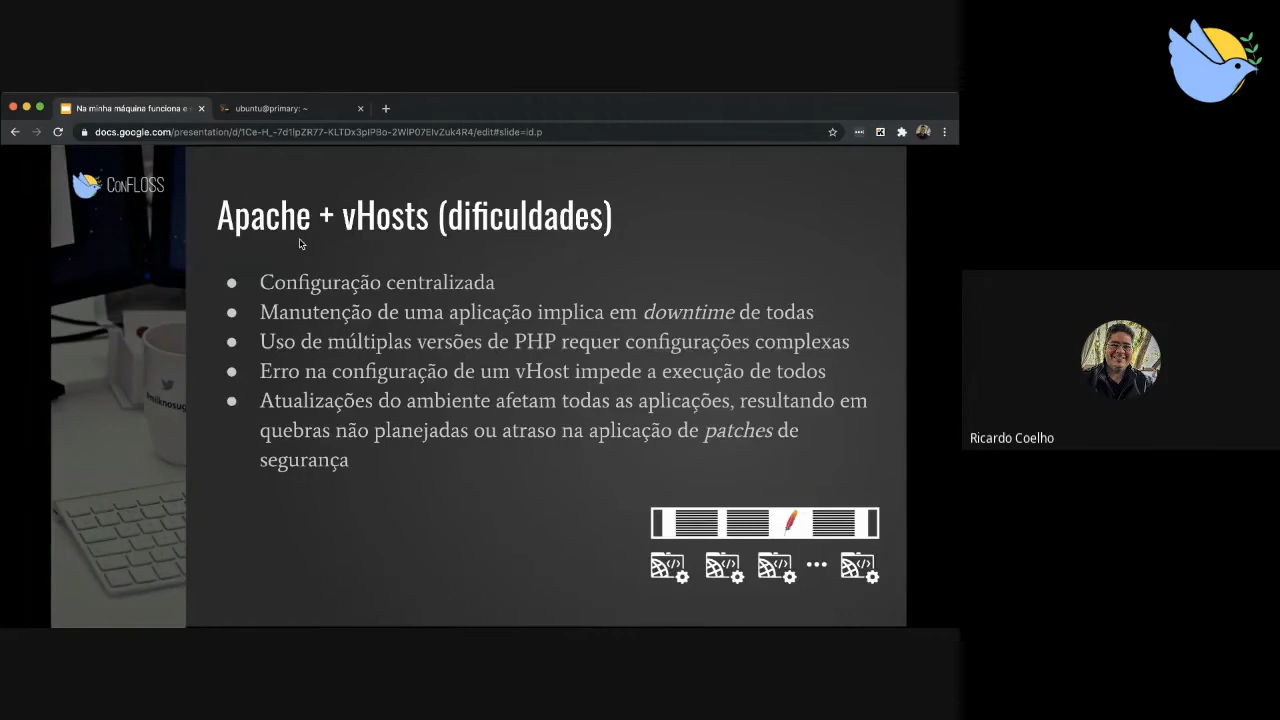 Na minha máquina funciona e
ubuntu@primary: ~
docs.google.com/presentation/d/1Ce-H_-7d1lpZR77-KLTDx3pIPBo-2WlP07ElvZuk4R4/edit#slide=id.p
ConFLOSS
Apache + vHosts (dificuldades)
● Configuração centralizada
● Manutenção de uma aplicação implica em downtime de todas
● Uso de múltiplas versões de PHP requer configurações complexas
● Erro na configuração de um vHost impede a execução de todos
● Atualizações do ambiente afetam todas as aplicações, resultando em
quebras não planejadas ou atraso na aplicação de patches de
segurança
Ricardo Coelho